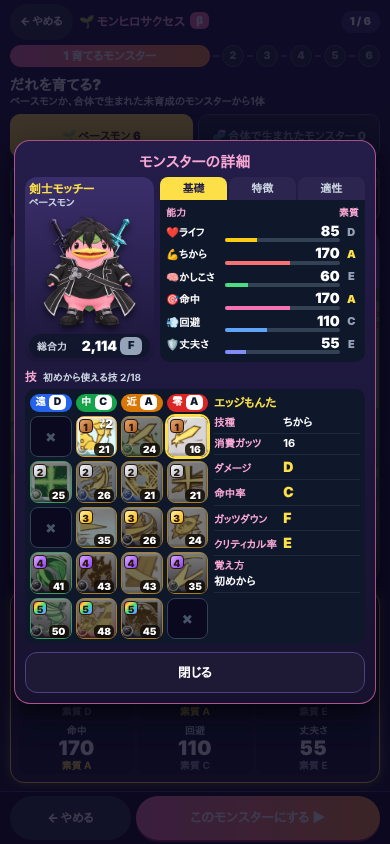 ← やめる
🌱 モンヒロサクセス β
1 / 6
1 育てるモンスター
2
3
4
5
6
だれを育てる?
ベースモンか、合体で生まれた未育成のモンスターから1体
ベースモン 6
合体で生まれたモンスター 0
モンスターの詳細
剣士モッチー
ベースモン
総合力 2,114 F
基礎 特徴 適性
能力 素質
ライフ 85 D
ちから 170 A
かしこさ 60 E
命中 170 A
回避 110 C
丈夫さ 55 E
技 初めから使える技 2/18
遠 D 中 C 近 A 零 A
× 1 21 1 24 1 16
2 25 2 26 2 21 2 21
× 3 35 3 26 3 24
4 41 4 43 4 43 4 35
5 50 5 48 5 45 ×
エッジもんた
技種 ちから
消費ガッツ 16
ダメージ D
命中率 C
ガッツダウン F
クリティカル率 E
覚え方
初めから
閉じる
素質 D 素質 A 素質 E
命中 回避 丈夫さ
170 110 55
素質 A 素質 C 素質 E
← やめる
このモンスターにする ▶